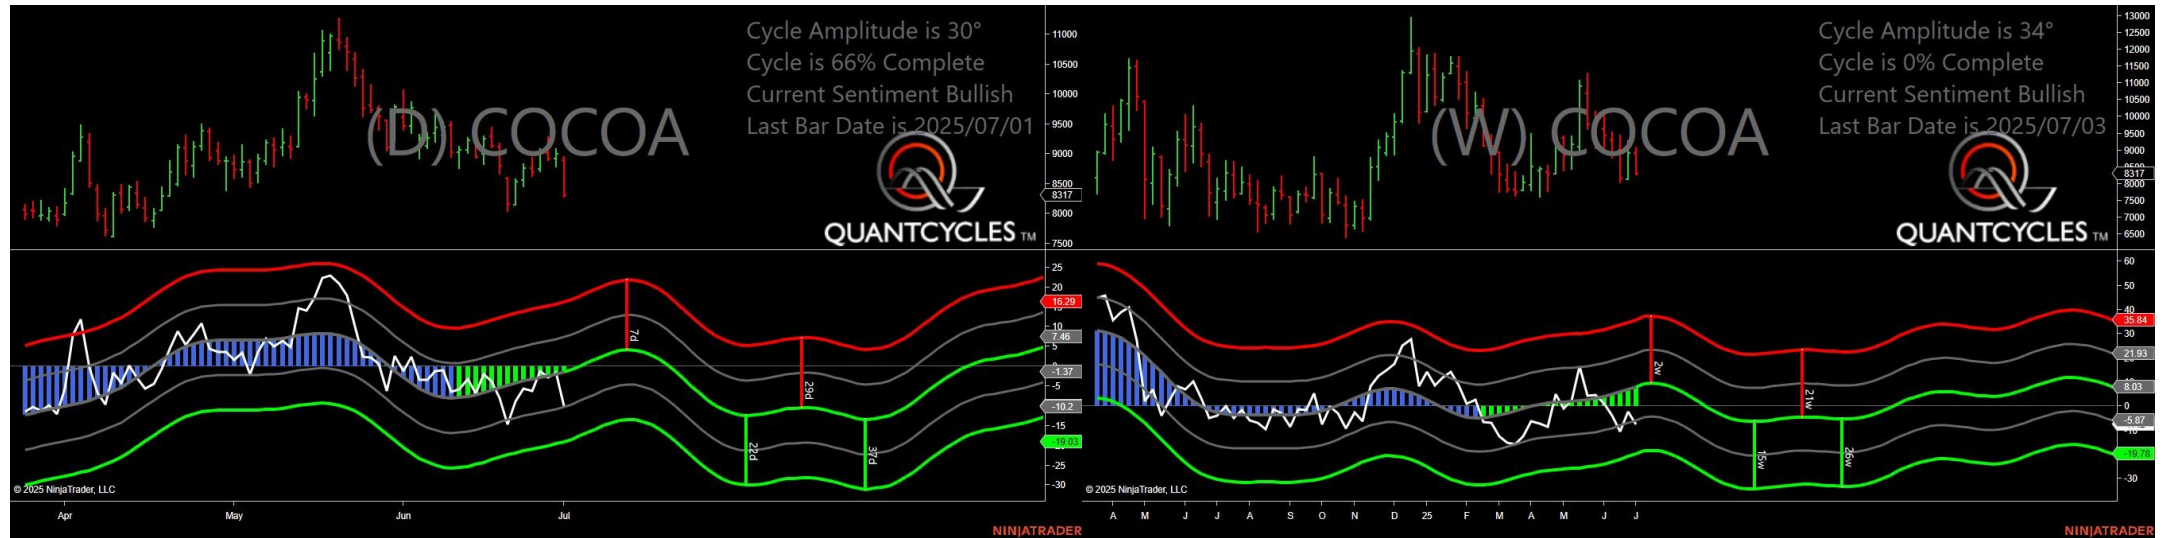 Cycle Amplitude is 30°
Cycle is 66% Complete
Current Sentiment Bullish
Last Bar Date is 2025/07/01
(D) COCOA
QUANTCYCLES TM
11000
10500
10000
9500
9000
8500
8317
8000
7500
25
20
16.29
15
10
7.46
-1.37
-5
-10.2
-15
-19.03
-25
-30
7d
22d
29d
37d
© 2025 NinjaTrader, LLC
Apr May Jun Jul
NINJATRADER
Cycle Amplitude is 34°
Cycle is 0% Complete
Current Sentiment Bullish
Last Bar Date is 2025/07/03
(W) COCOA
QUANTCYCLES TM
13000
12500
12000
11500
11000
10500
10000
9500
9000
8317
8000
7500
7000
6500
60
50
40
35.84
30
21.93
8.03
0
-5.87
-19.78
-30
2w
15w
21w
26w
© 2025 NinjaTrader, LLC
A M J J A S O N D 25 F M A M J J
NINJATRADER